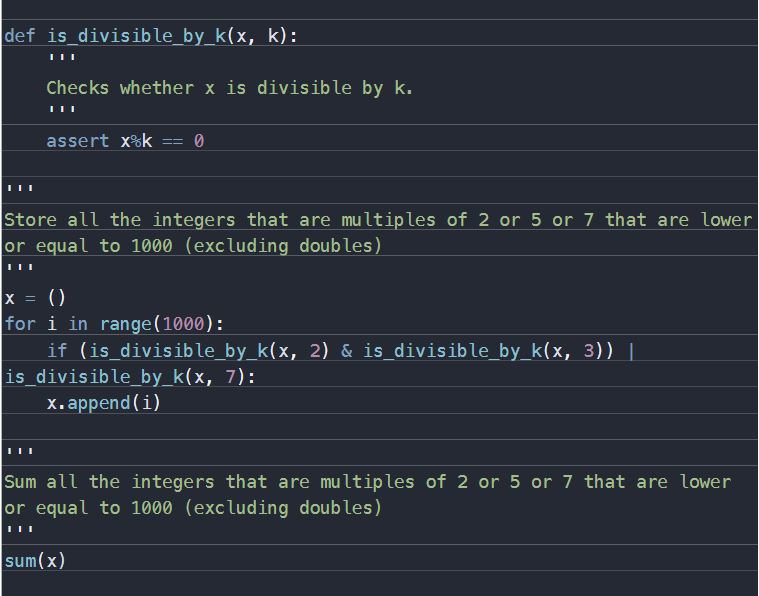 def is_divisible_by_k(x, k):
    '''
    Checks whether x is divisible by k.
    '''
    assert x%k == 0
'''
Store all the integers that are multiples of 2 or 5 or 7 that are lower
or equal to 1000 (excluding doubles)
'''
x = ()
for i in range(1000):
    if (is_divisible_by_k(x, 2) & is_divisible_by_k(x, 3)) |
is_divisible_by_k(x, 7):
    x.append(i)
'''
Sum all the integers that are multiples of 2 or 5 or 7 that are lower
or equal to 1000 (excluding doubles)
'''
sum(x)